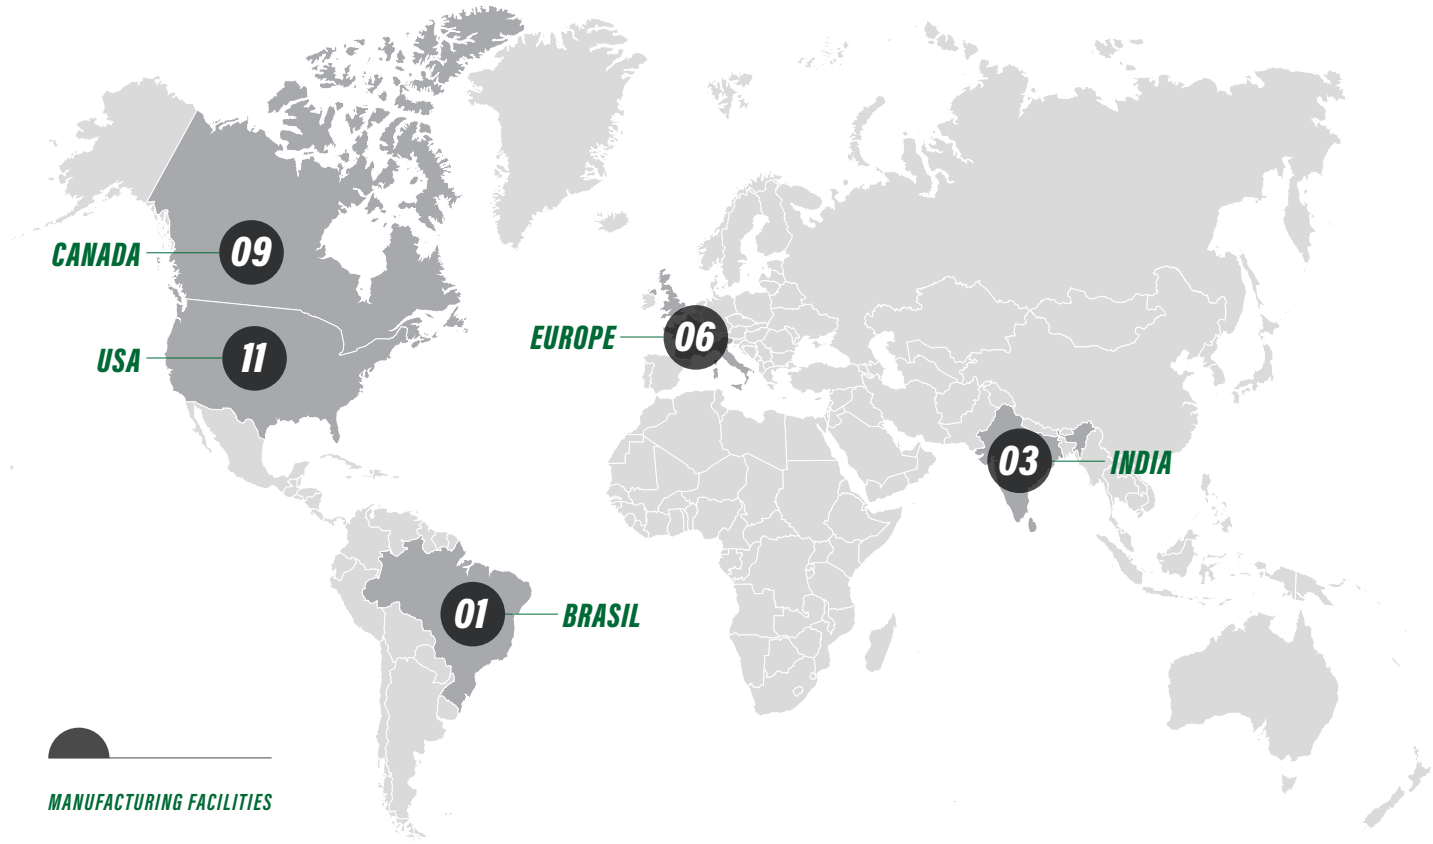 CANADA 09
USA 11
EUROPE 06
03 INDIA
01 BRASIL
MANUFACTURING FACILITIES